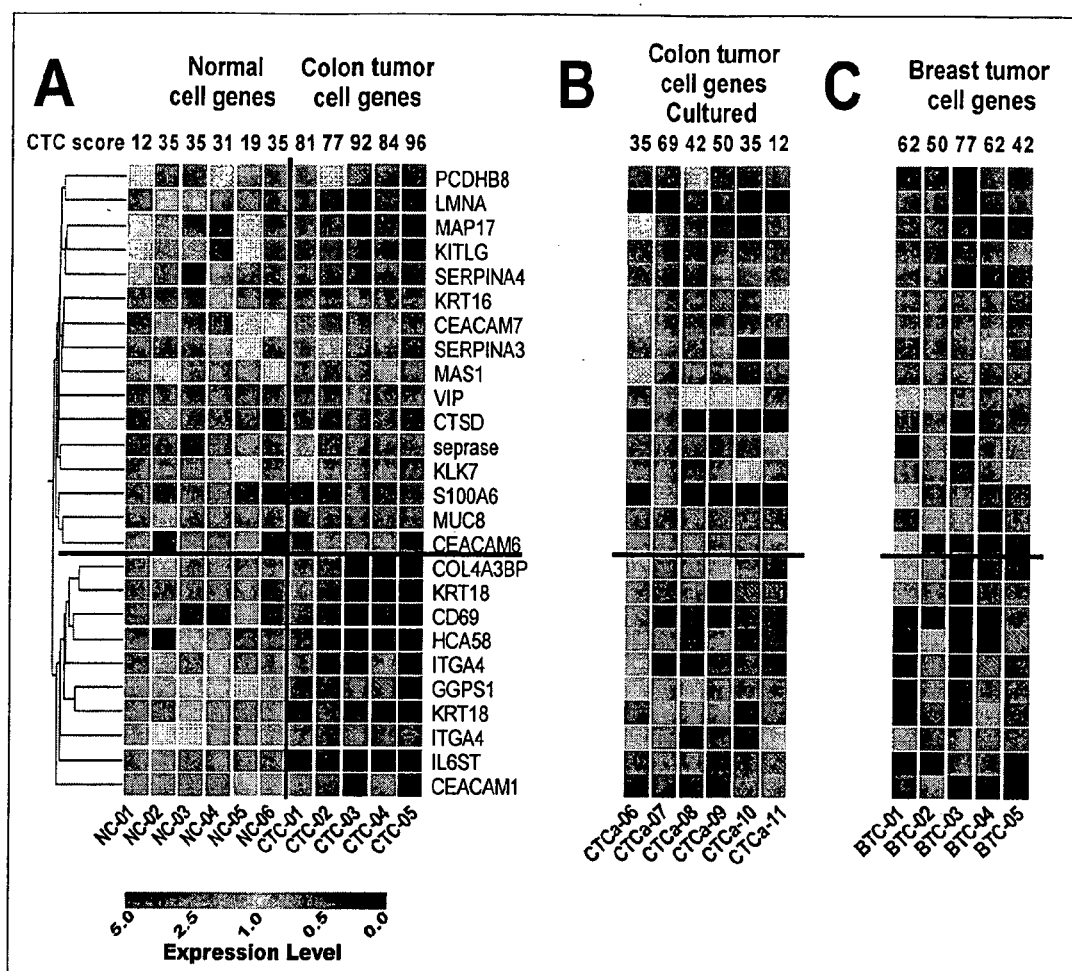 A
Normal
cell genes
Colon tumor
cell genes
CTC score 12 35 35 31 19 35 81 77 92 84 96
PCDHB8
LMNA
MAP17
KITLG
SERPINA4
KRT16
CEACAM7
SERPINA3
MAS1
VIP
CTSD
seprase
KLK7
S100A6
MUC8
CEACAM6
COL4A3BP
KRT18
CD69
HCA58
ITGA4
GGPS1
KRT18
ITGA4
IL6ST
CEACAM1
NC-01 NC-02 NC-03 NC-04 NC-05 NC-06 CTC-01 CTC-02 CTC-03 CTC-04 CTC-05
5.0 2.5 1.0 0.5 0.0
Expression Level
B
Colon tumor
cell genes
Cultured
35 69 42 50 35 12
CTCa-06 CTCa-07 CTCa-08 CTCa-09 CTCa-10 CTCa-11
C
Breast tumor
cell genes
62 50 77 62 42
BTC-01 BTC-02 BTC-03 BTC-04 BTC-05